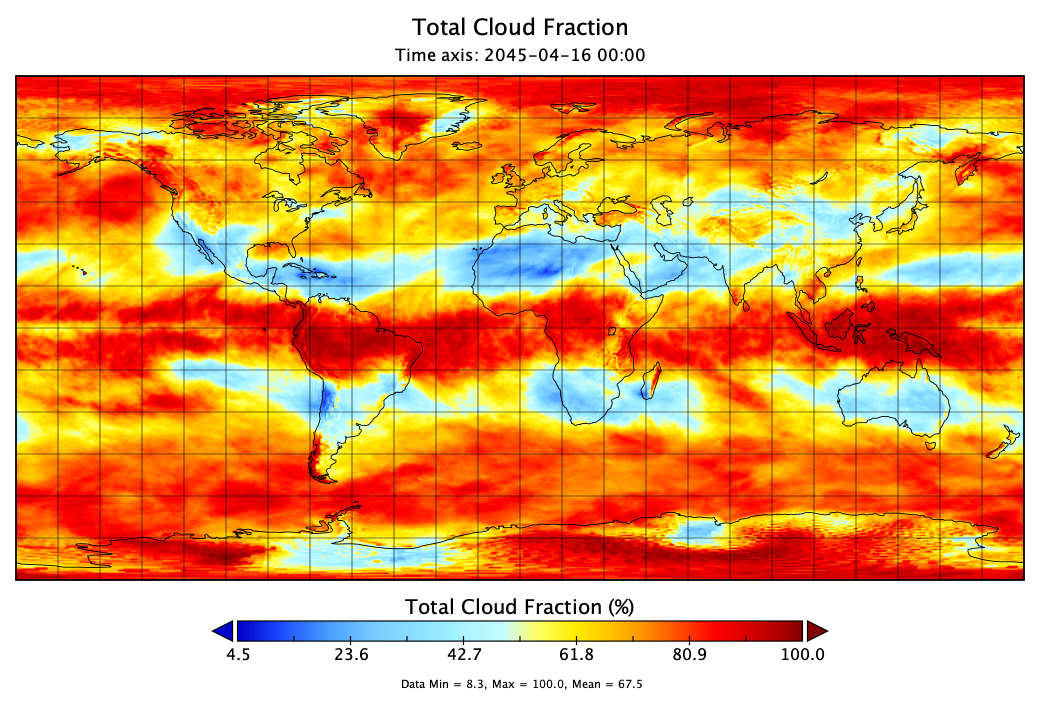 Total Cloud Fraction
Time axis: 2045-04-16 00:00
Total Cloud Fraction (%)
4.5 23.6 42.7 61.8 80.9 100.0
Data Min = 8.3, Max = 100.0, Mean = 67.5